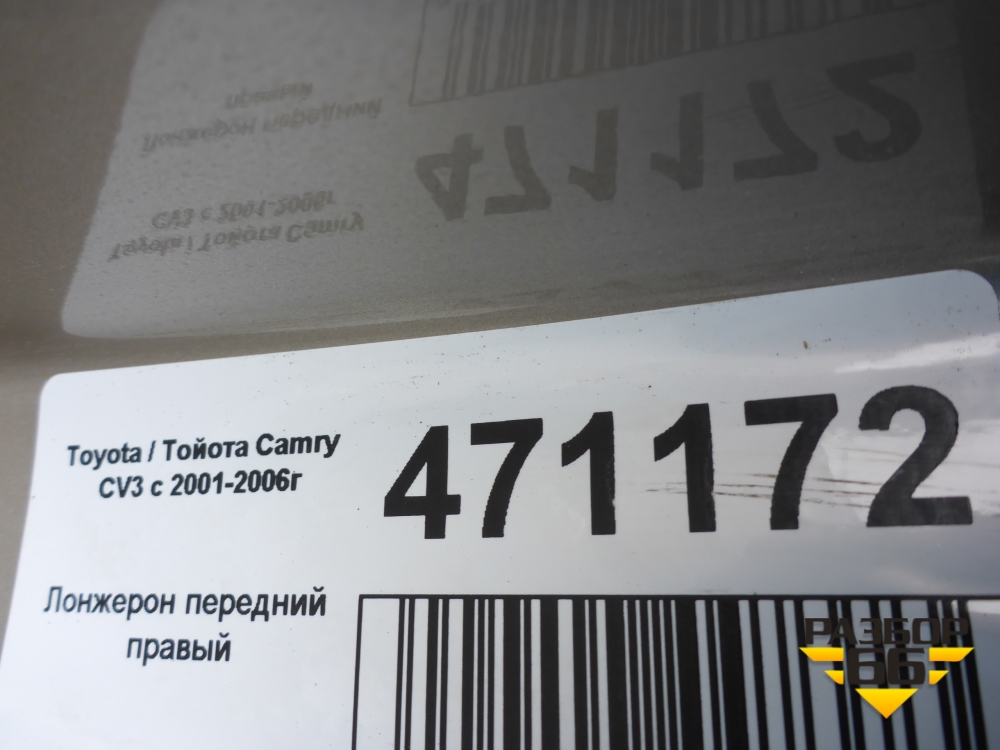 Toyota / Тойота Camry
CV3 с 2001-2006г
471172
Лонжерон передний
правый
РАЗБОР
66